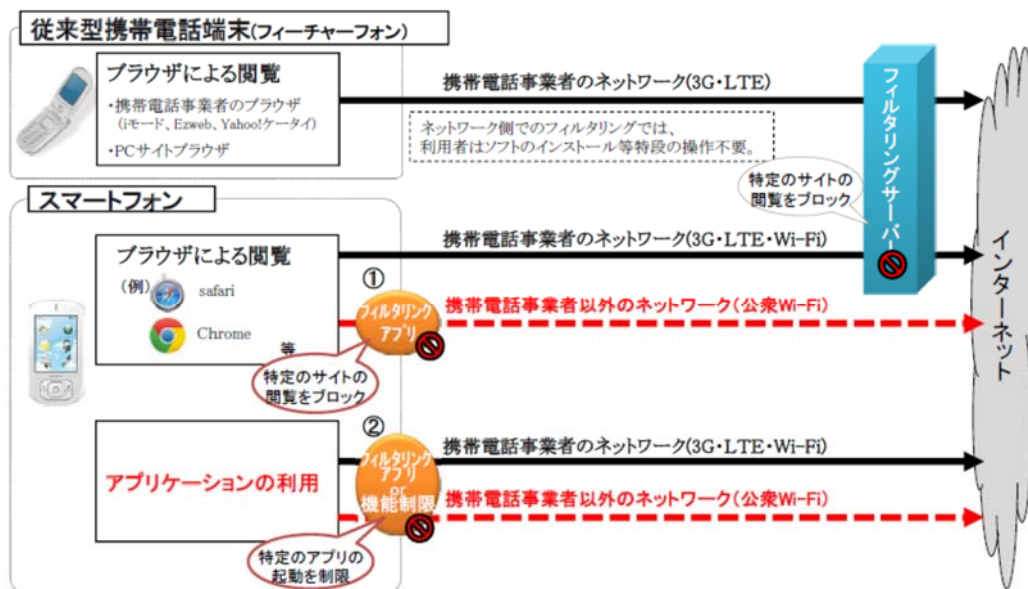 従来型携帯電話端末(フィーチャーフォン)
ブラウザによる閲覧
・携帯電話事業者のブラウザ
(iモード、Ezweb、Yahoo!ケータイ)
・PCサイトブラウザ
携帯電話事業者のネットワーク(3G・LTE)
ネットワーク側でのフィルタリングでは、
利用者はソフトのインストール等特段の操作不要。
フィルタリングサーバー
特定のサイトの
閲覧をブロック
インターネット
スマートフォン
ブラウザによる閲覧
(例)
safari
Chrome
等
携帯電話事業者のネットワーク(3G・LTE・Wi-Fi)
①
フィルタリング
アプリ
携帯電話事業者以外のネットワーク(公衆Wi-Fi)
特定のサイトの
閲覧をブロック
アプリケーションの利用
②
フィルタリング
アプリ
or
機能制限
携帯電話事業者のネットワーク(3G・LTE・Wi-Fi)
携帯電話事業者以外のネットワーク(公衆Wi-Fi)
特定のアプリの
起動を制限